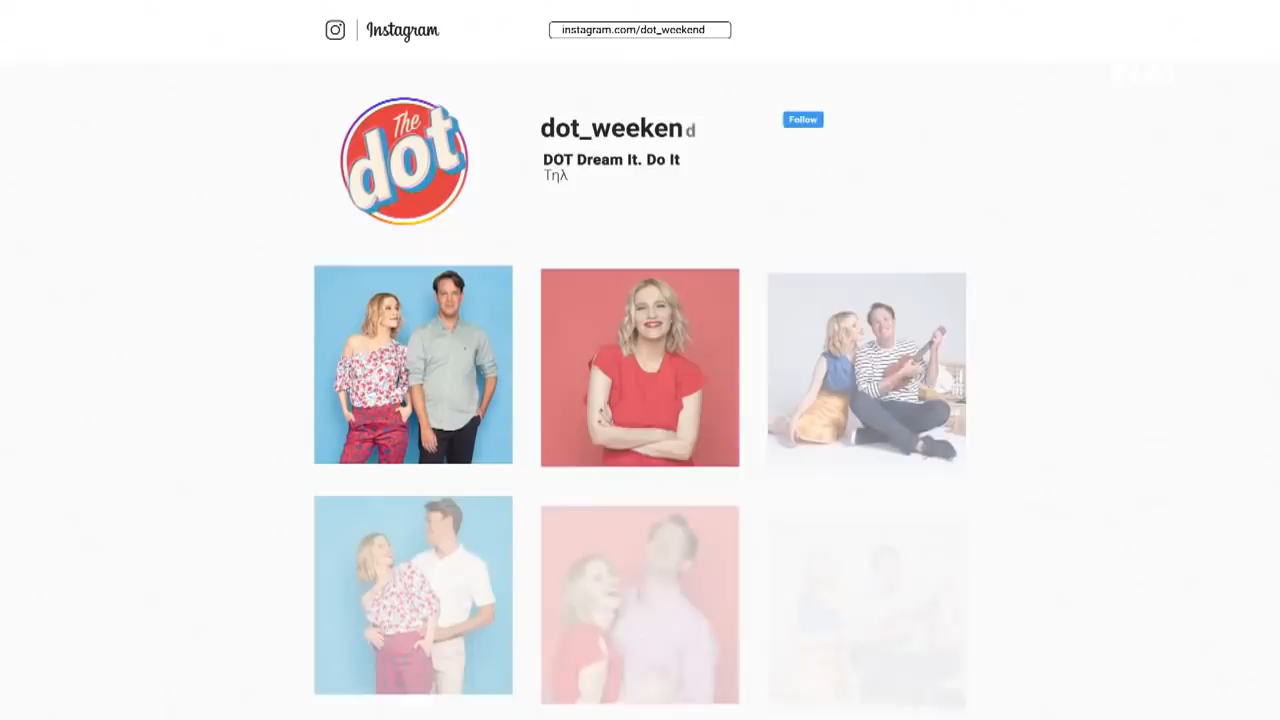 Instagram
instagram.com/dot_weekend
The
dot
dot_weekend
Follow
DOT Dream It. Do It
Τηλ